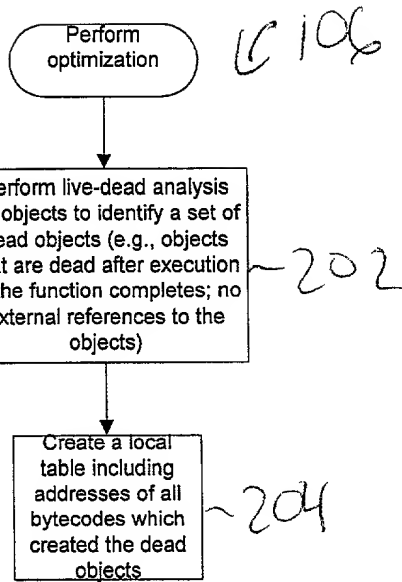 Perform
optimization
106
erform live-dead analysis
objects to identify a set of
ead objects (e.g., objects
at are dead after execution
he function completes; no
xternal references to the
objects)
202
Create a local
table including
addresses of all
bytecodes which
created the dead
objects
204